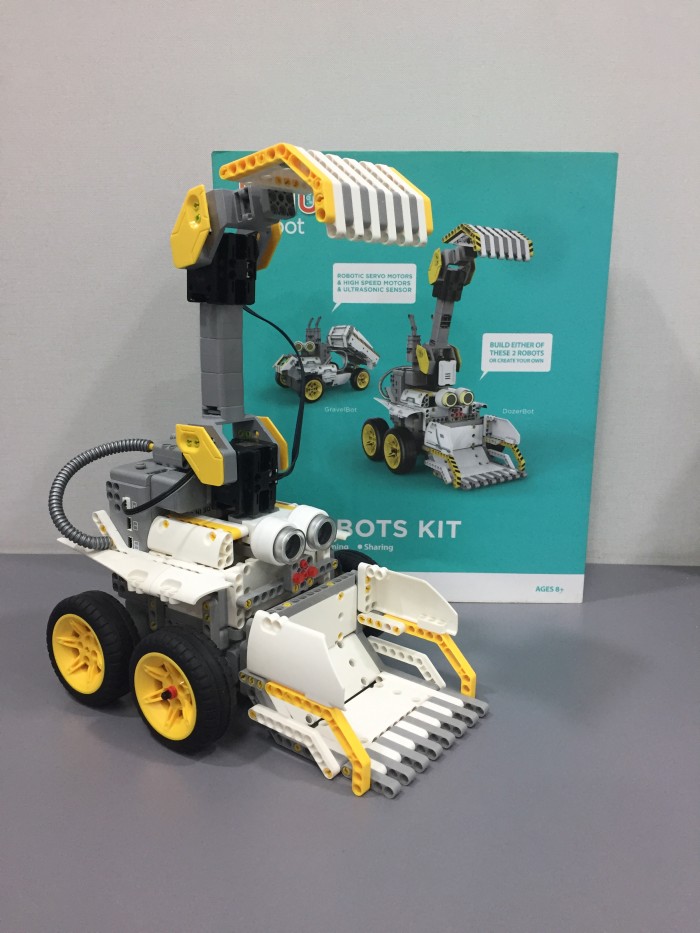 bot
ROBOTIC SERVO MOTORS
& HIGH SPEED MOTORS
& ULTRASONIC SENSOR
BUILD EITHER OF
THESE 2 ROBOTS
OR CREATE YOUR OWN
GravelBot
DozerBot
BOTS KIT
ning • Sharing
AGES 8+